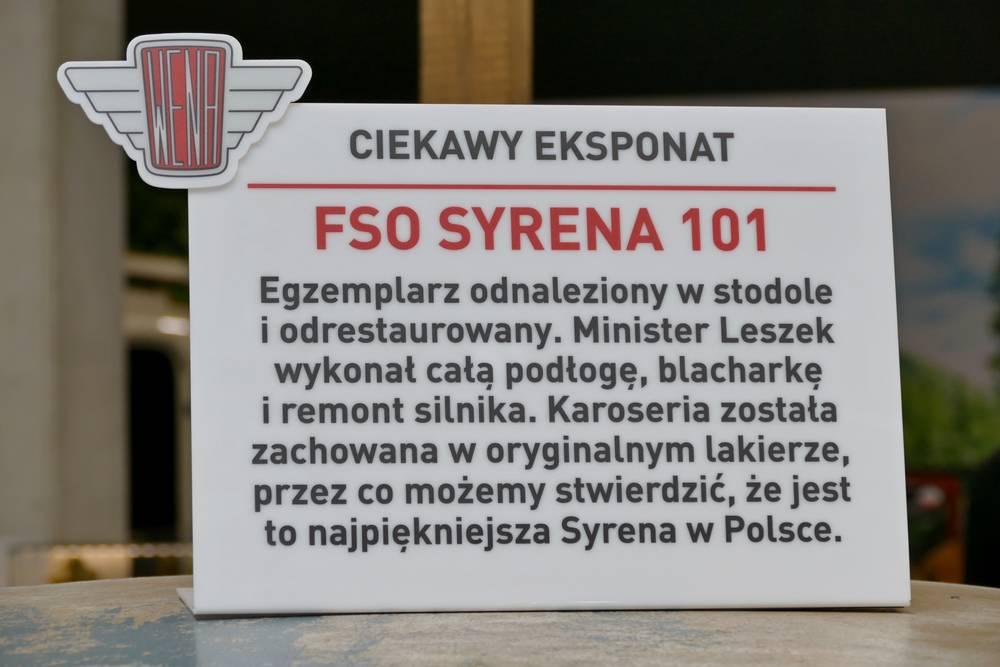 WENA
CIEKAWY EKSPONAT
FSO SYRENA 101
Egzemplarz odnaleziony w stodole
i odrestaurowany. Minister Leszek
wykonał całą podłogę, blacharkę
i remont silnika. Karoseria została
zachowana w oryginalnym lakierze,
przez co możemy stwierdzić, że jest
to najpiękniejsza Syrena w Polsce.